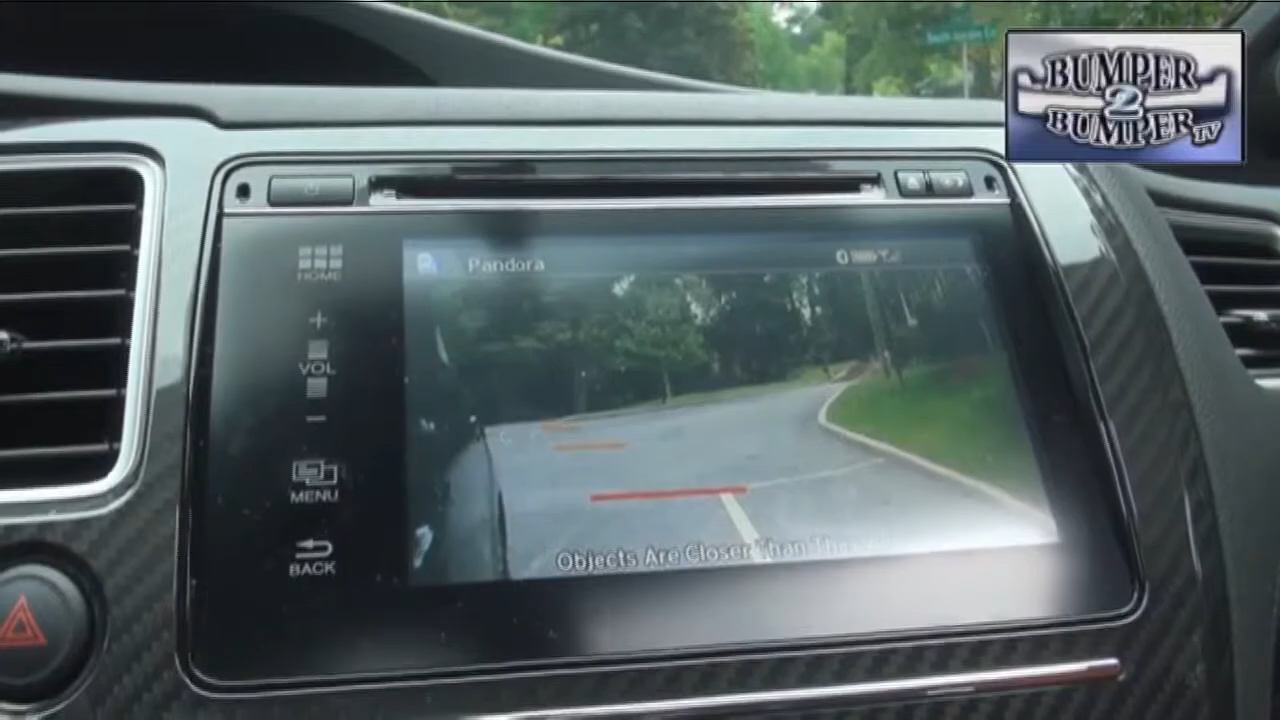 BUMPER
2
BUMPER TV
HOME
Pandora
+
VOL
−
MENU
BACK
Objects Are Closer Than